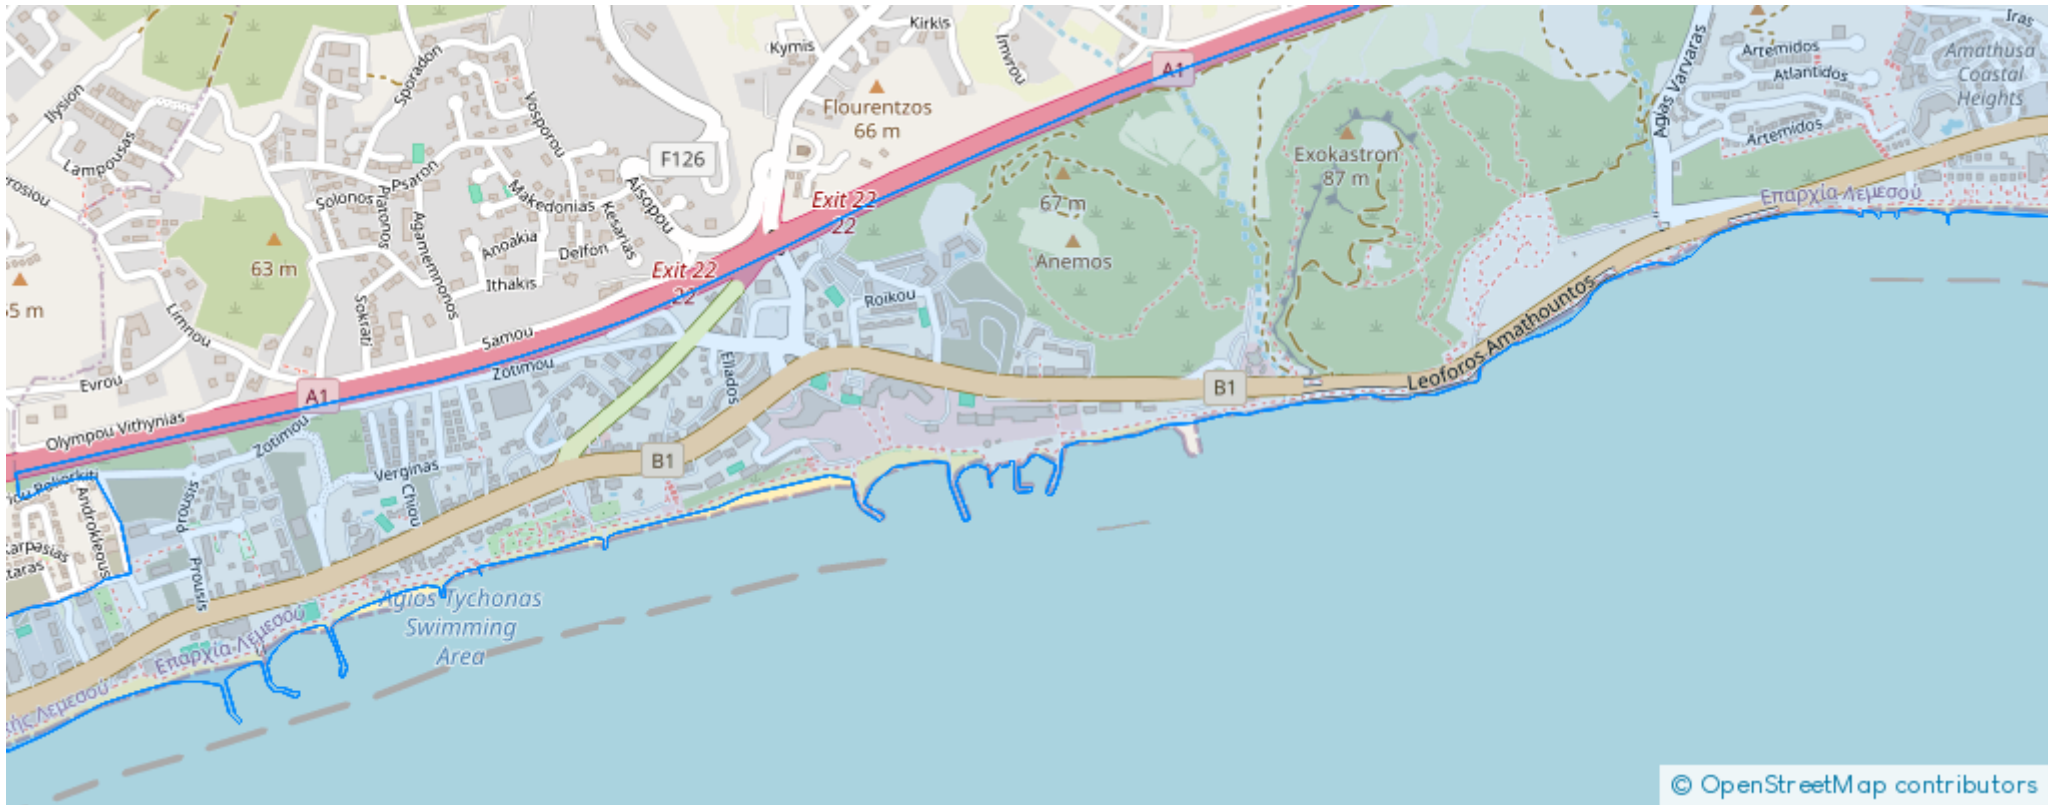 Kirkis
Kymis
Imvrou
A1
Iras
Artemidos
Amathusa
Coastal
Heights
Atlantidos
Artemidos
Agias Varvaras
Sporadon
Ilysion
Vosporou
Flourentzos
66 m
Lampousas
F126
Exokastron
87 m
Psaron
Solonos
Platonos
Makedonias
Aisopou
Kesarias
Agamemnonos
Exit 22
22
67 m
Επαρχία Λεμεσού
Anoakia
Delfon
63 m
Anemos
Exit 22
22
Ithakis
Roikou
Sokrati
Limnou
Samou
Leoforos Amathountos
Zotimou
Eliados
Evrou
A1
B1
Olympou Vithynias
Zotimou
Verginas
B1
Chiou
Prousis
Androkleous
Karpasias
Prousis
Agios Tychonas
Swimming
Area
Επαρχία Λεμεσού
Λεμεσού
© OpenStreetMap contributors